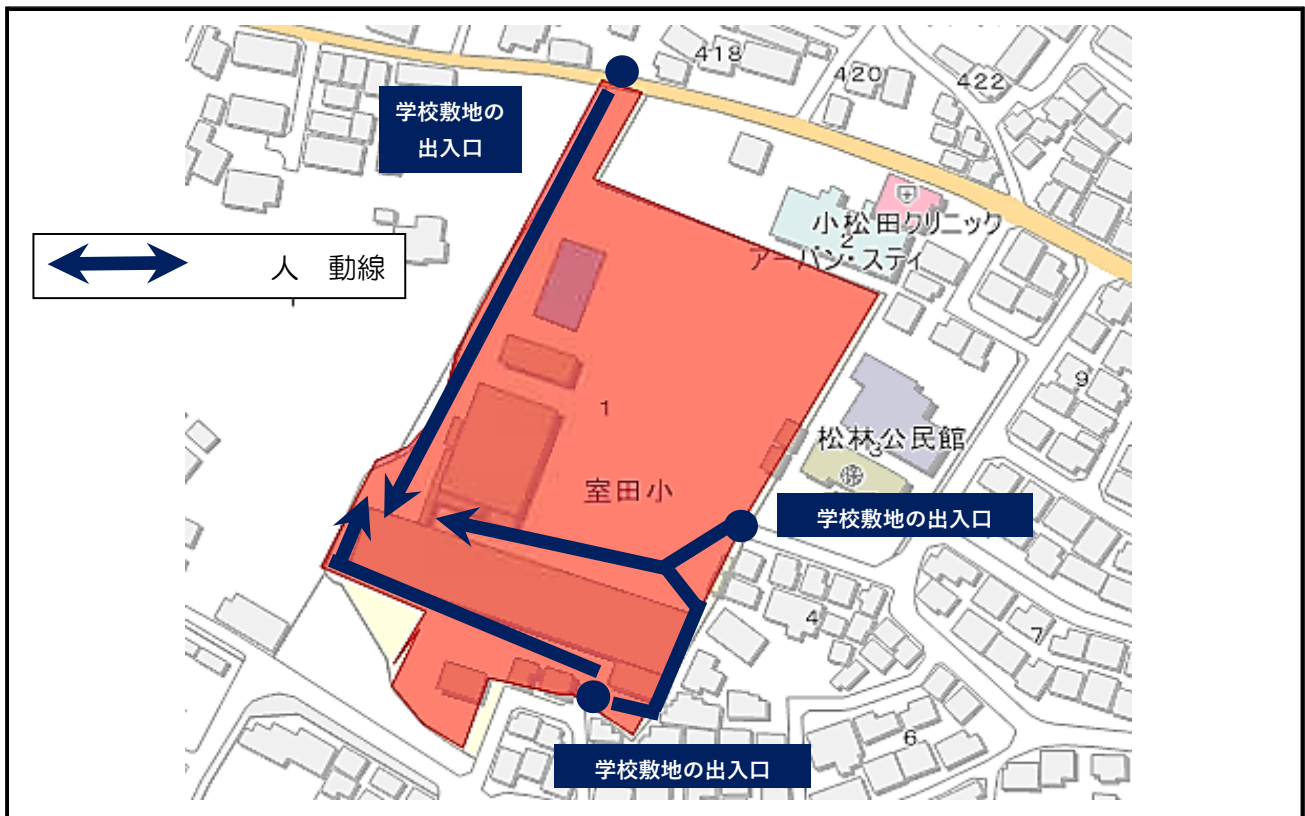 418
420
422
学校敷地の
出入口
小松田クリニック
2
アーバン・スティ
人　動線
9
1
松林公民館
3
室田小
学校敷地の出入口
4
7
6
学校敷地の出入口